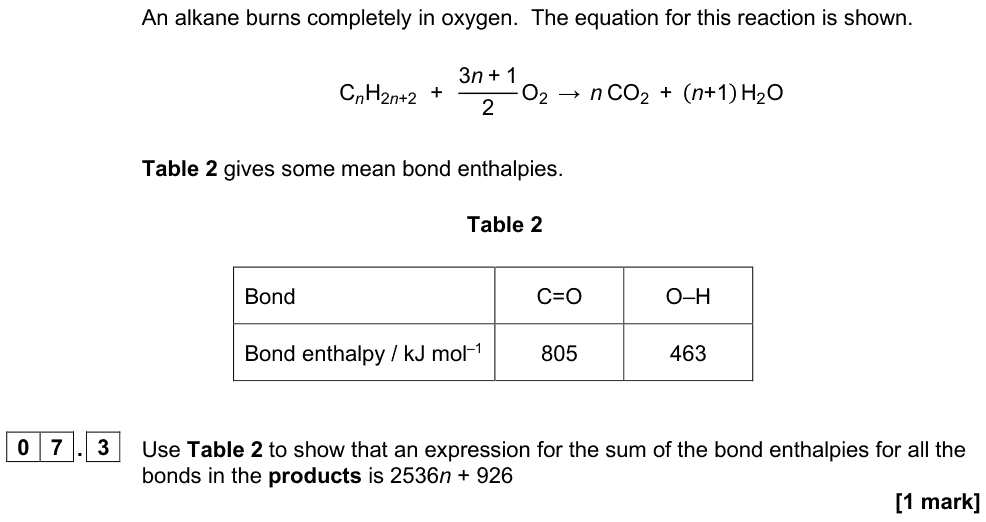 An alkane burns completely in oxygen. The equation for this reaction is shown.
CnH2n+2 + 3n + 1/2 O2 → n CO2 + (n+1) H2O
Table 2 gives some mean bond enthalpies.
Table 2
Bond C=O O–H
Bond enthalpy / kJ mol–1 805 463
0 7 . 3 Use Table 2 to show that an expression for the sum of the bond enthalpies for all the
bonds in the products is 2536n + 926
[1 mark]